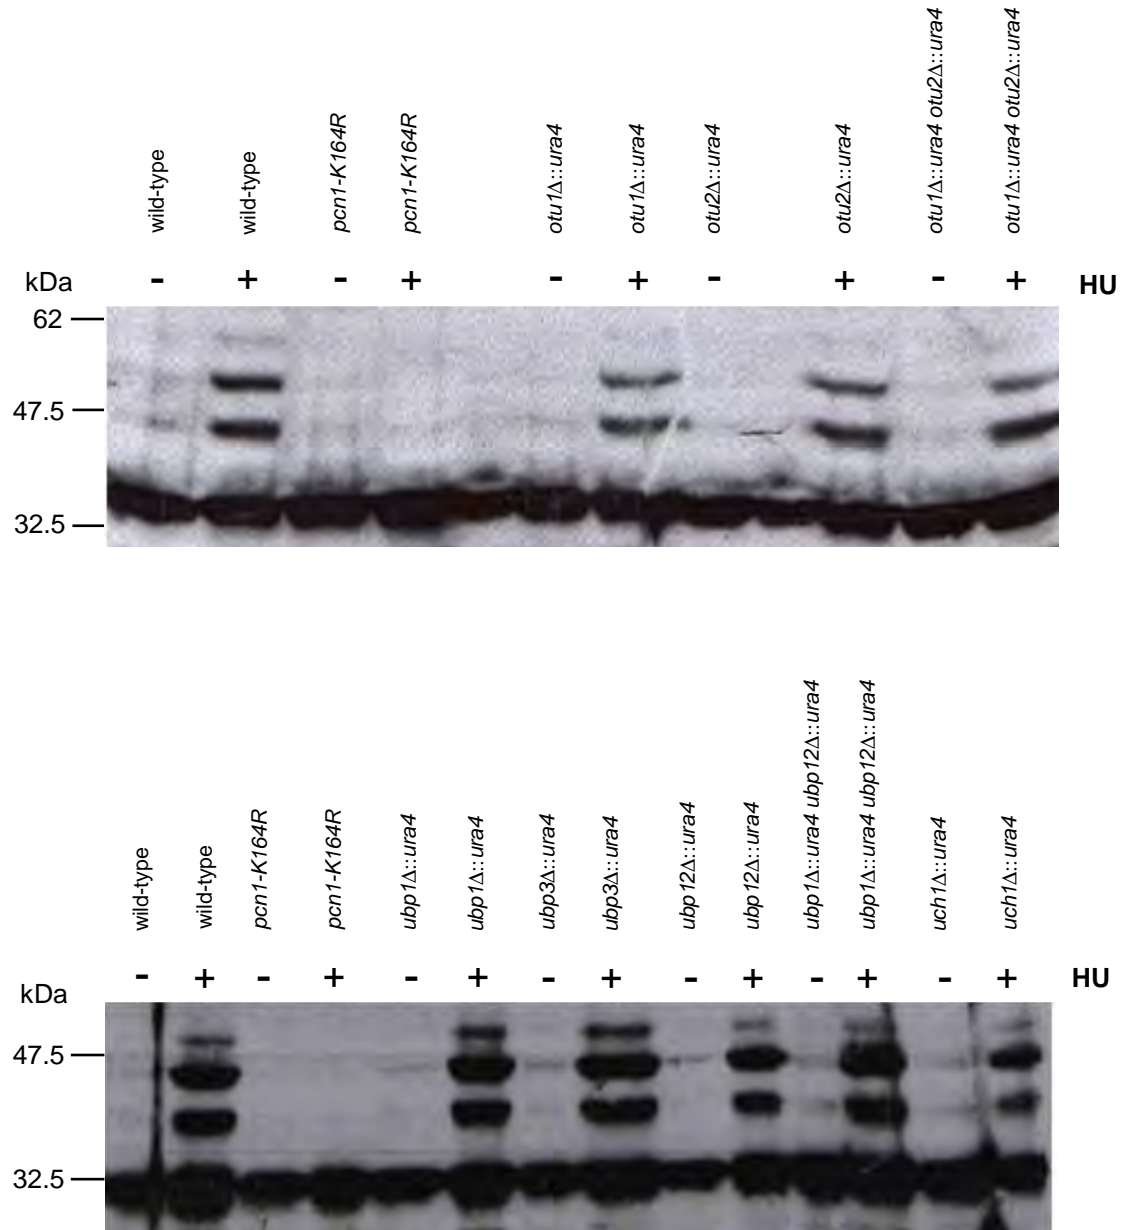 wild-type
wild-type
pcn1-K164R
pcn1-K164R
otu1Δ::ura4
otu1Δ::ura4
otu2Δ::ura4
otu2Δ::ura4
otu1Δ::ura4 otu2Δ::ura4
otu1Δ::ura4 otu2Δ::ura4
kDa - + - + - + - + - + HU
62
47.5
32.5
wild-type
wild-type
pcn1-K164R
pcn1-K164R
ubp1Δ::ura4
ubp1Δ::ura4
ubp3Δ::ura4
ubp3Δ::ura4
ubp12Δ::ura4
ubp12Δ::ura4
ubp1Δ::ura4 ubp12Δ::ura4
ubp1Δ::ura4 ubp12Δ::ura4
uch1Δ::ura4
uch1Δ::ura4
- + - + - + - + - + - + - + HU
kDa
47.5
32.5